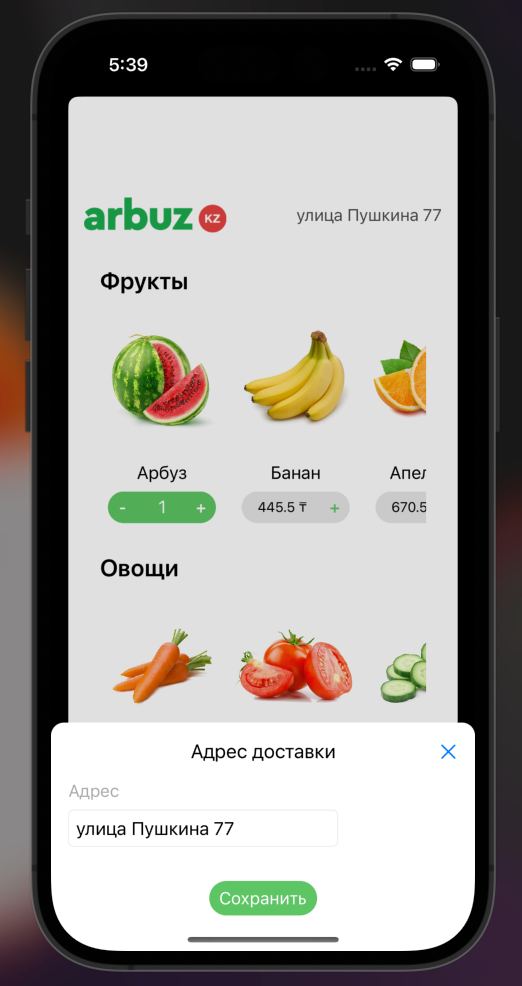 5:39
arbuz KZ
улица Пушкина 77
Фрукты
Арбуз
Банан
Апел
- 1 +
445.5 ₸ +
670.5
Овощи
Адрес доставки
Адрес
улица Пушкина 77
Сохранить